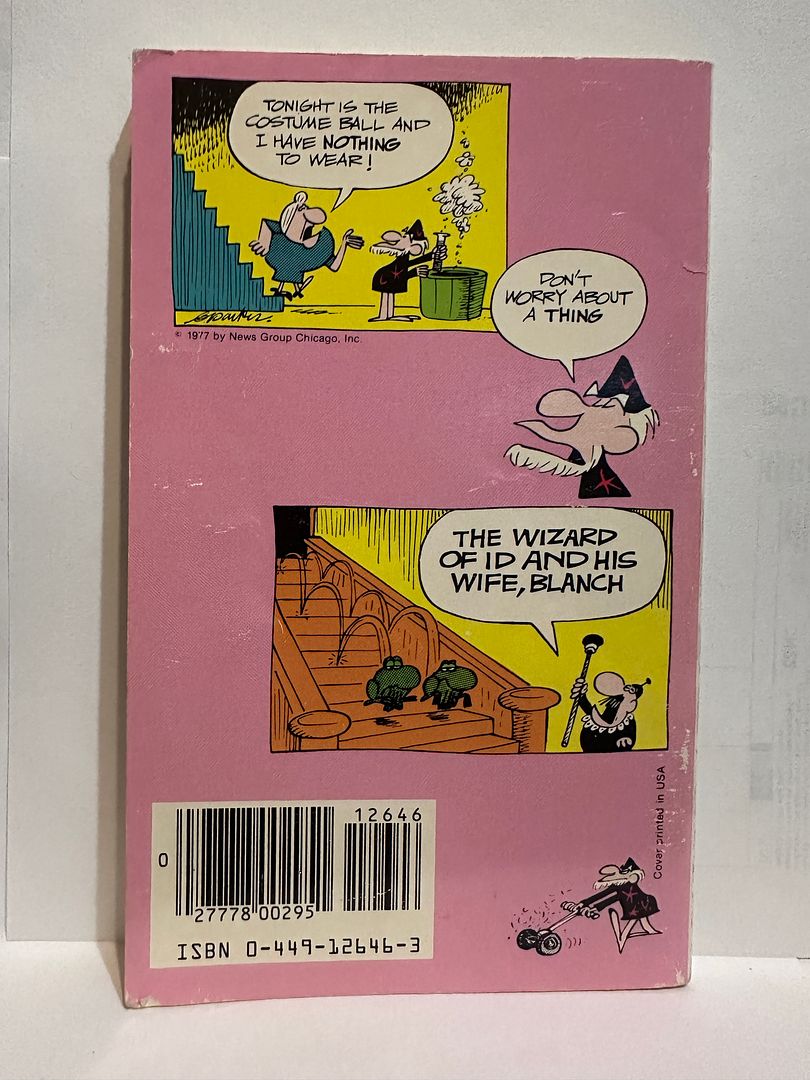 TONIGHT IS THE
COSTUME BALL AND
I HAVE NOTHING
TO WEAR!
© 1977 by News Group Chicago, Inc.
DON'T
WORRY ABOUT
A THING
THE WIZARD
OF ID AND HIS
WIFE, BLANCH
Cover printed in USA
12646
0
27778 00295
ISBN 0-449-12646-3